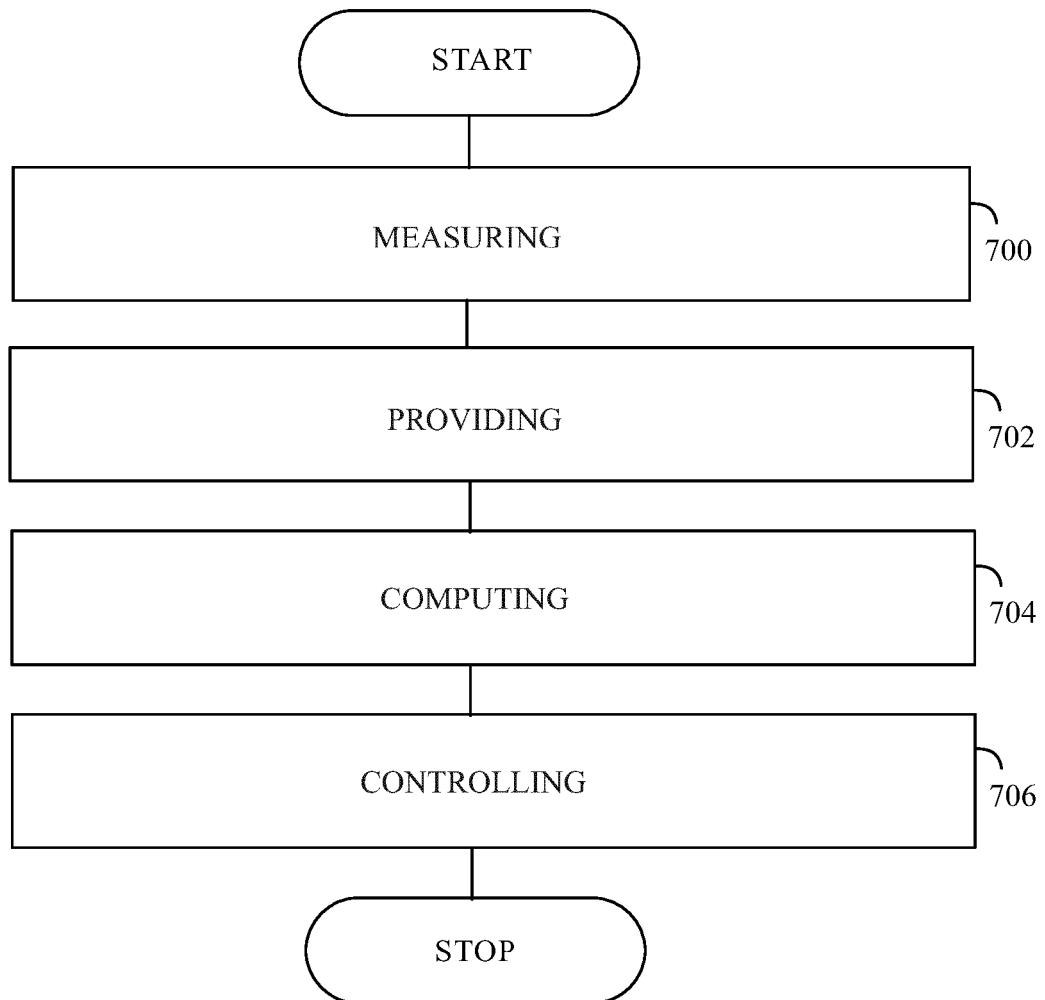 START
MEASURING
700
PROVIDING
702
COMPUTING
704
CONTROLLING
706
STOP